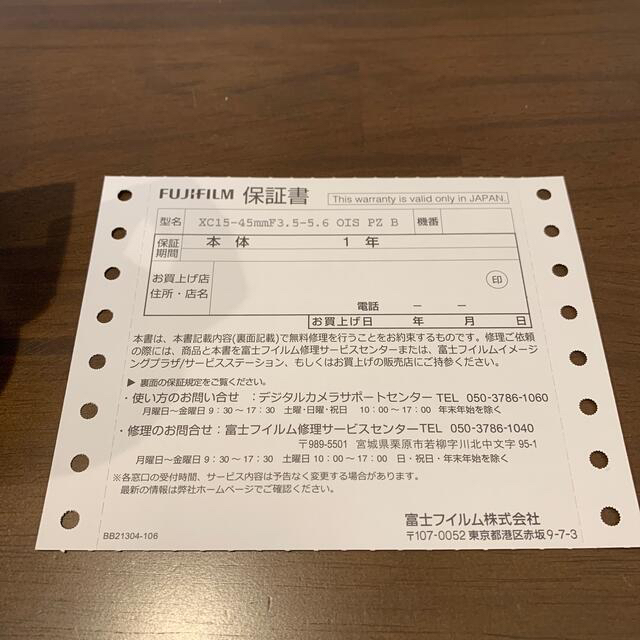 FUJIFILM 保証書 This warranty is valid only in JAPAN.
型名 XC15-45mmF3.5-5.6 OIS PZ B 機番
保証期間 本体 1年
お買上げ店
住所・店名 印
電話 － －
お買上げ日 年 月 日
本書は、本書記載内容(裏面記載)で無料修理を行うことをお約束するものです。修理ご依頼
の際には、商品と本書を富士フイルム修理サービスセンターまたは、富士フイルムイメージ
ングプラザ/サービスステーション、もしくはお買上げの販売店にご持参ください。
▶ 裏面の保証規定をご覧ください。
・使い方のお問い合せ ：デジタルカメラサポートセンター TEL 050-3786-1060
月曜日～金曜日 9：30～17：30 土曜・日曜・祝日 10：00～17：00 年末年始を除く
・修理のお問合せ：富士フイルム修理サービスセンターTEL 050-3786-1040
〒989-5501 宮城県栗原市若柳字川北中文字 95-1
月曜日～金曜日 9：30～17：30 土曜日 10：00～17：00 日・祝日・年末年始を除く
※各窓口の受付時間、サービス内容は予告なく変更する場合があります。
最新の情報は弊社ホームページでご確認ください。
富士フイルム株式会社
BB21304-106 〒107-0052 東京都港区赤坂9-7-3